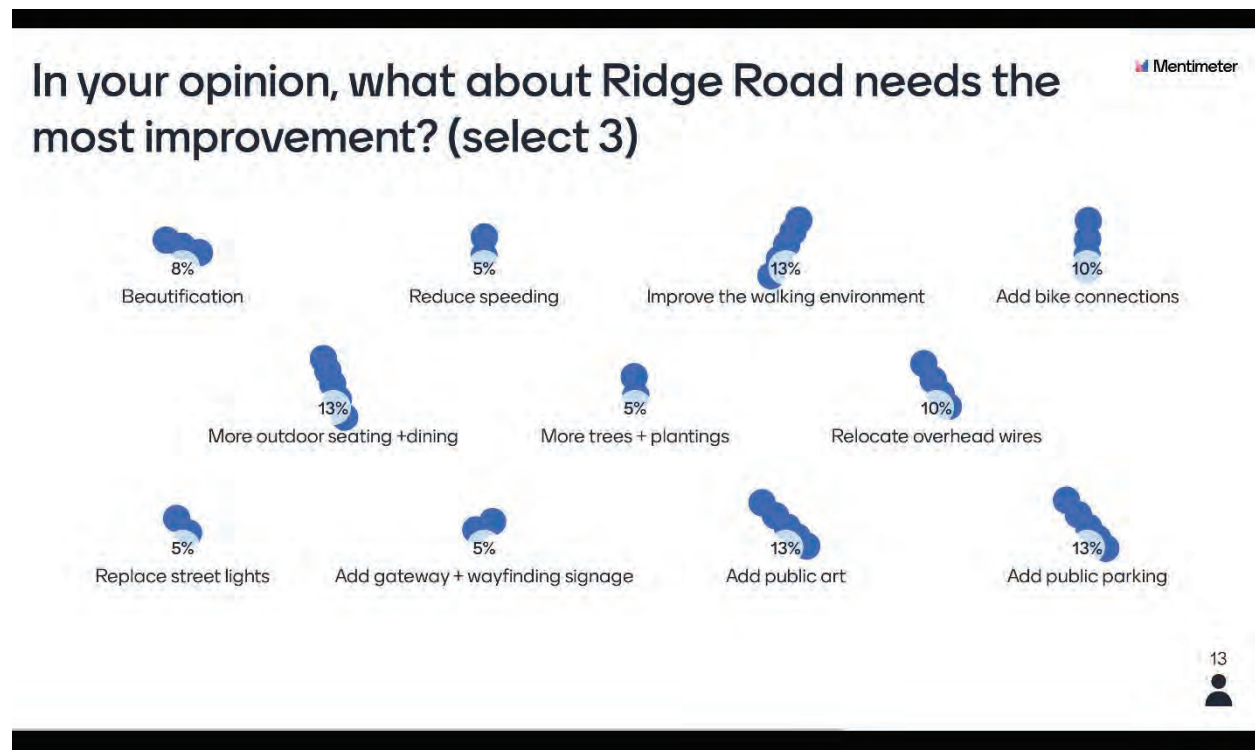 In your opinion, what about Ridge Road needs the
most improvement? (select 3)
Mentimeter
8%
Beautification
5%
Reduce speeding
13%
Improve the walking environment
10%
Add bike connections
13%
More outdoor seating +dining
5%
More trees + plantings
10%
Relocate overhead wires
5%
Replace street lights
5%
Add gateway + wayfinding signage
13%
Add public art
13%
Add public parking
13